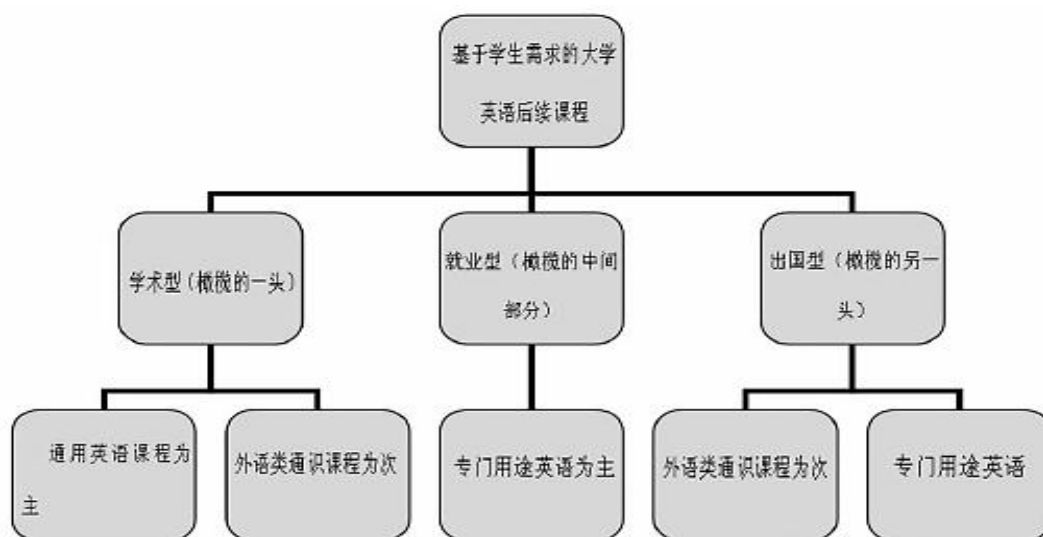 基于学生需求的大学
英语后续课程
学术型（橄榄的一头）
就业型（橄榄的中间
部分）
出国型（橄榄的另一
头）
通用英语课程为
主
外语类通识课程为次
专门用途英语为主
外语类通识课程为次
专门用途英语